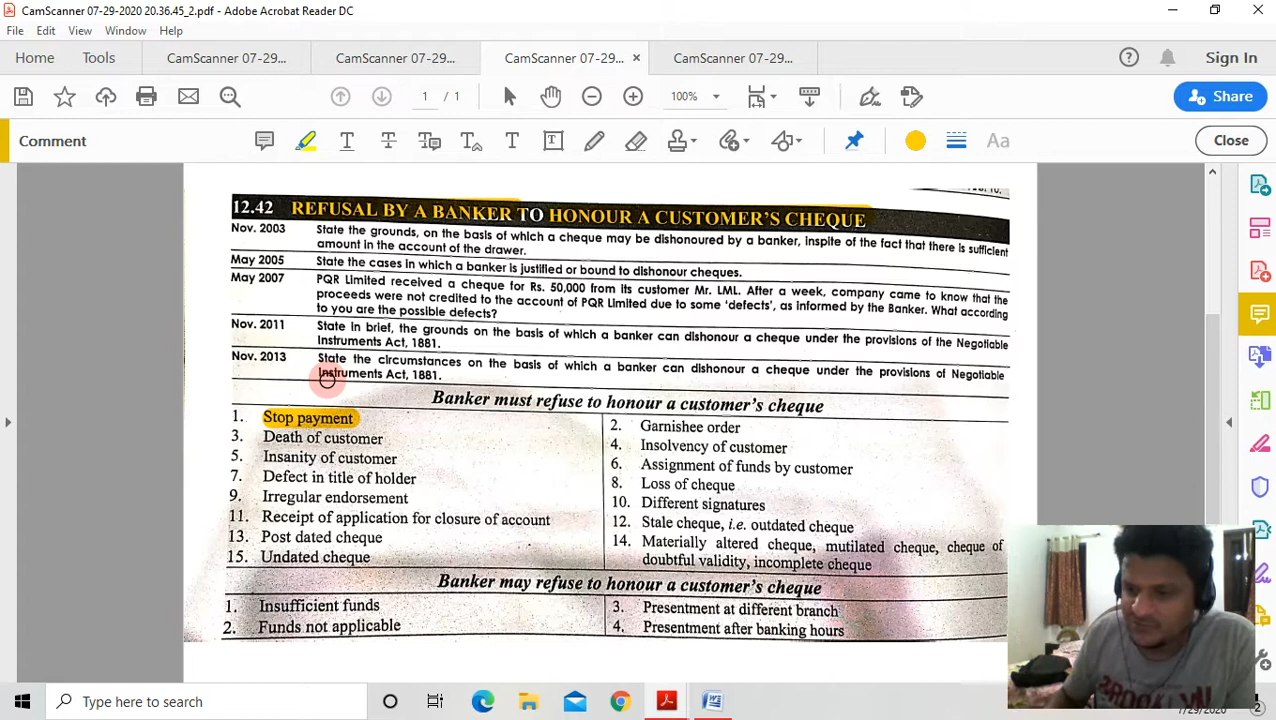 CamScanner 07-29-2020 20.36.45_2.pdf - Adobe Acrobat Reader DC
File Edit View Window Help
Home Tools CamScanner 07-29... CamScanner 07-29... CamScanner 07-29... × CamScanner 07-29... Sign In
1 / 1 100% Share
Comment Aa Close
12.42 REFUSAL BY A BANKER TO HONOUR A CUSTOMER'S CHEQUE
Nov. 2003 State the grounds, on the basis of which a cheque may be dishonoured by a banker, inspite of the fact that there is sufficient
amount in the account of the drawer.
May 2005 State the cases in which a banker is justified or bound to dishonour cheques.
May 2007 PQR Limited received a cheque for Rs. 50,000 from its customer Mr. LML. After a week, company came to know that the
proceeds were not credited to the account of PQR Limited due to some 'defects', as informed by the Banker. What according
to you are the possible defects?
Nov. 2011 State in brief, the grounds on the basis of which a banker can dishonour a cheque under the provisions of the Negotiable
Instruments Act, 1881.
Nov. 2013 State the circumstances on the basis of which a banker can dishonour a cheque under the provisions of Negotiable
Instruments Act, 1881.
Banker must refuse to honour a customer's cheque
1. Stop payment
2. Garnishee order
3. Death of customer
4. Insolvency of customer
5. Insanity of customer
6. Assignment of funds by customer
7. Defect in title of holder
8. Loss of cheque
9. Irregular endorsement
10. Different signatures
11. Receipt of application for closure of account
12. Stale cheque, i.e. outdated cheque
13. Post dated cheque
14. Materially altered cheque, mutilated cheque, cheque of
doubtful validity, incomplete cheque
15. Undated cheque
Banker may refuse to honour a customer's cheque
1. Insufficient funds
3. Presentment at different branch
2. Funds not applicable
4. Presentment after banking hours
Type here to search
7/29/2020 2